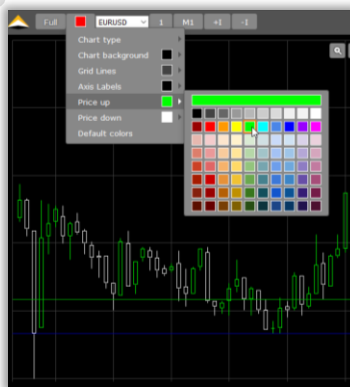 Full EURUSD 1 M1 +I -I
Chart type
Chart background
Grid Lines
Axis Labels
Price up
Price down
Default colors